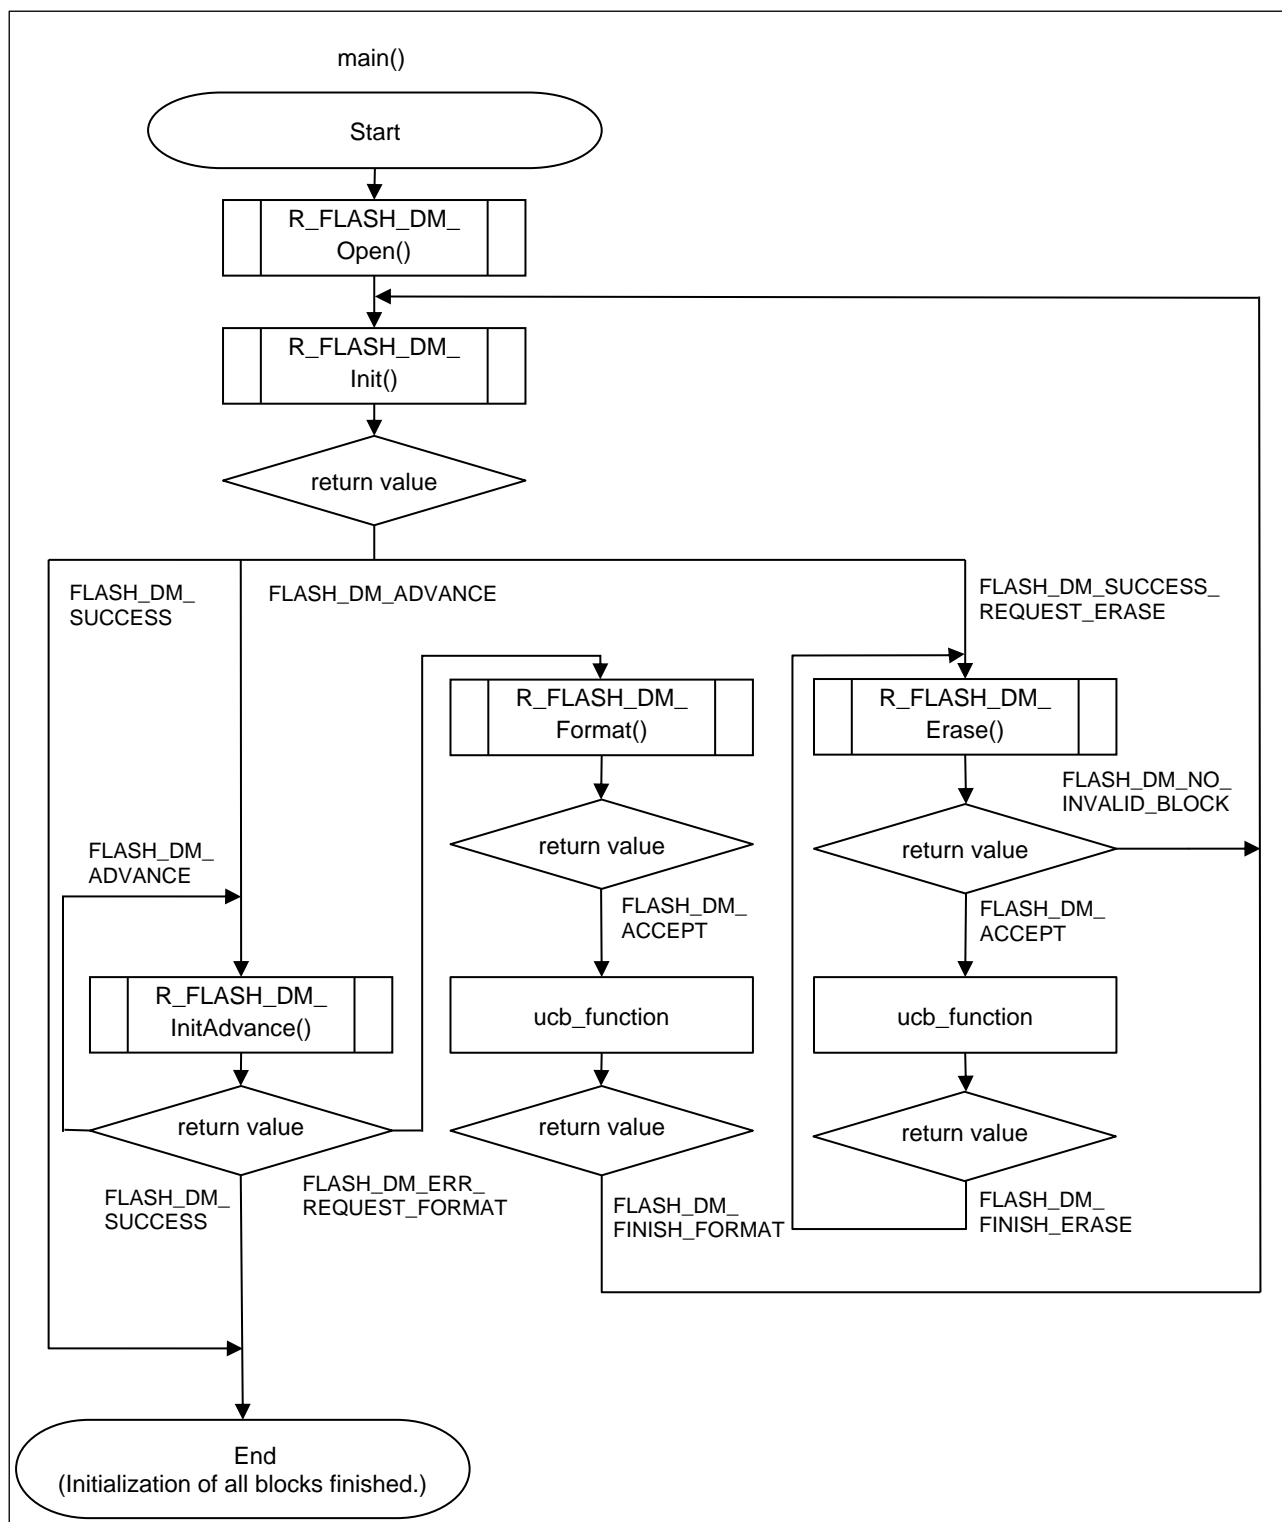 main()
Start
R_FLASH_DM_
Open()
R_FLASH_DM_
Init()
return value
FLASH_DM_
SUCCESS
FLASH_DM_ADVANCE
FLASH_DM_SUCCESS_
REQUEST_ERASE
R_FLASH_DM_
Format()
R_FLASH_DM_
Erase()
FLASH_DM_NO_
INVALID_BLOCK
return value
return value
FLASH_DM_
ADVANCE
FLASH_DM_
ACCEPT
FLASH_DM_
ACCEPT
R_FLASH_DM_
InitAdvance()
ucb_function
ucb_function
return value
return value
return value
FLASH_DM_
SUCCESS
FLASH_DM_ERR_
REQUEST_FORMAT
FLASH_DM_
FINISH_FORMAT
FLASH_DM_
FINISH_ERASE
End
(Initialization of all blocks finished.)